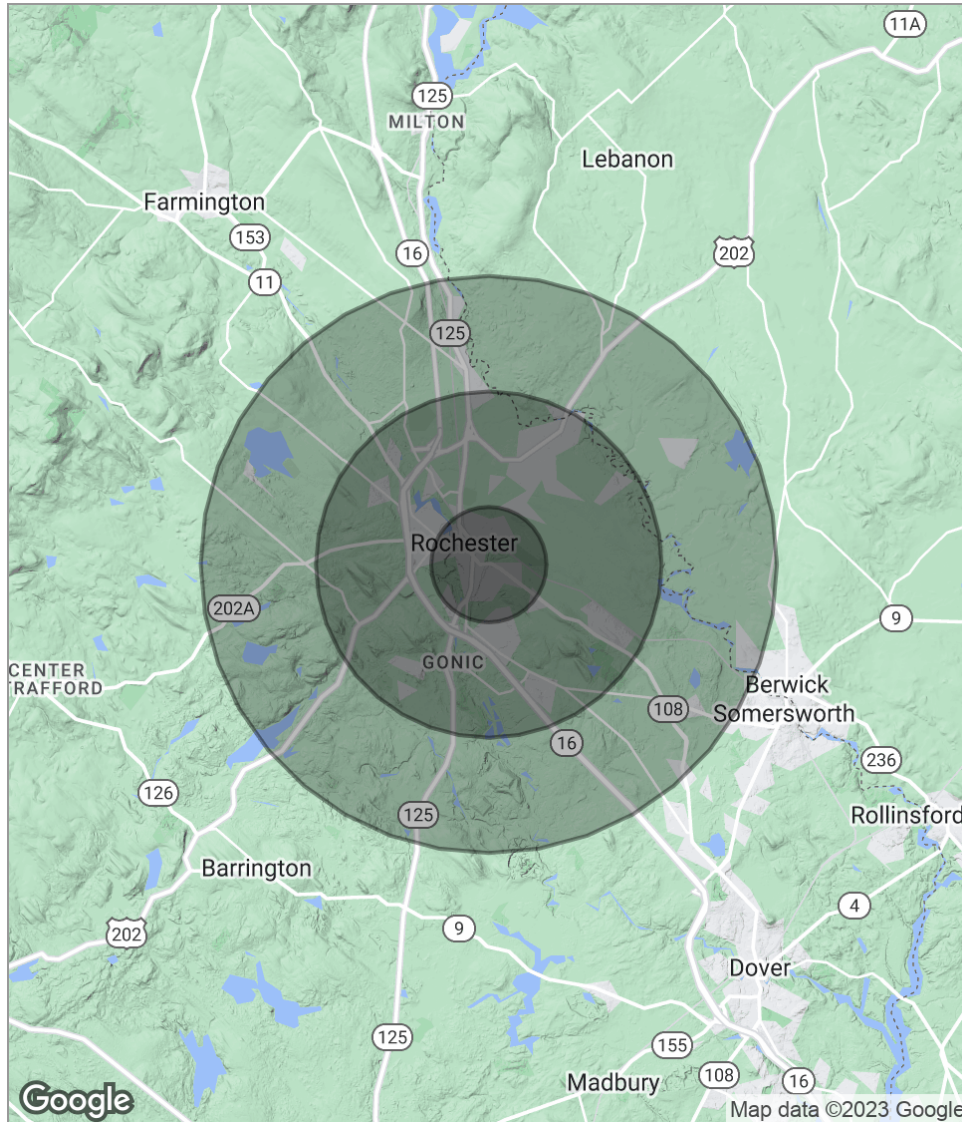 11A
125
MILTON
Lebanon
Farmington
153
16
202
11
125
Rochester
202A
9
GONIC
CENTER
TRAFFORD
Berwick
108
Somersworth
16
236
126
125
Rollinsford
Barrington
4
202
9
Dover
125
155
108
16
Madbury
Google
Map data ©2023 Google